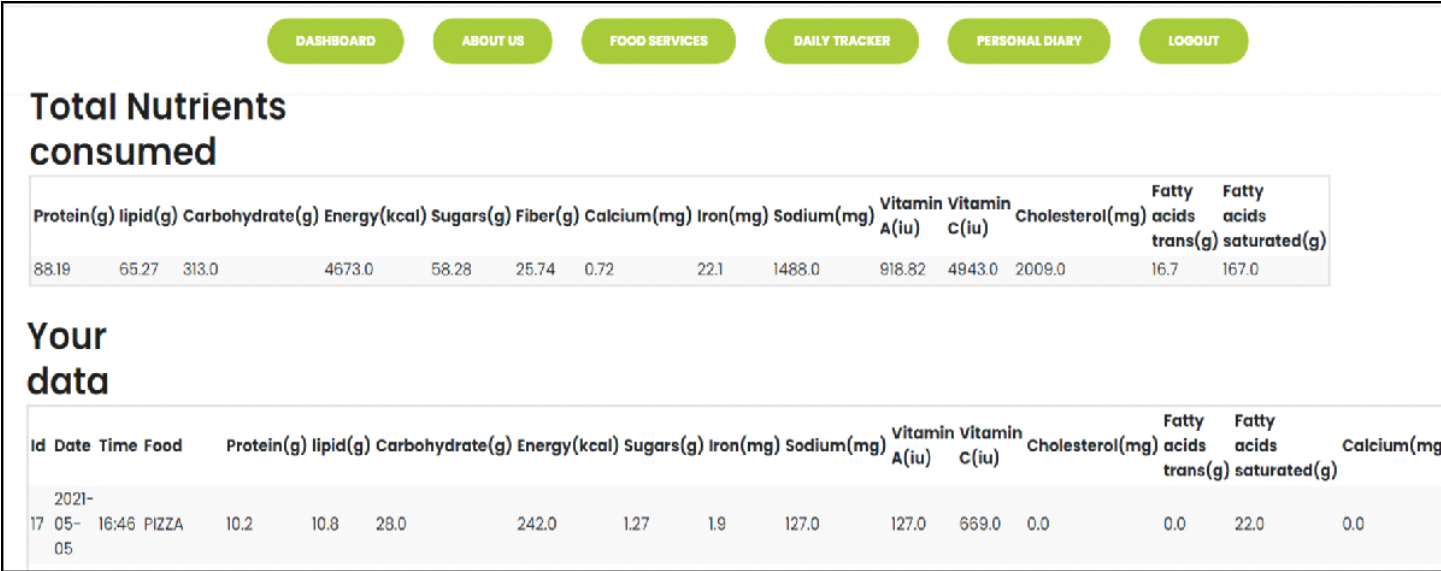 DASHBOARD ABOUT US FOOD SERVICES DAILY TRACKER PERSONAL DIARY LOGOUT
Total Nutrients
consumed
Protein(g) lipid(g) Carbohydrate(g) Energy(kcal) Sugars(g) Fiber(g) Calcium(mg) Iron(mg) Sodium(mg) Vitamin A(iu) Vitamin C(iu) Cholesterol(mg) Fatty acids trans(g) Fatty acids saturated(g)
88.19 65.27 313.0 4673.0 58.28 25.74 0.72 22.1 1488.0 918.82 4943.0 2009.0 16.7 167.0
Your
data
Id Date Time Food Protein(g) lipid(g) Carbohydrate(g) Energy(kcal) Sugars(g) Iron(mg) Sodium(mg) Vitamin A(iu) Vitamin C(iu) Cholesterol(mg) Fatty acids trans(g) Fatty acids saturated(g) Calcium(mg
17 2021-05-05 16:46 PIZZA 10.2 10.8 28.0 242.0 1.27 1.9 127.0 127.0 669.0 0.0 0.0 22.0 0.0